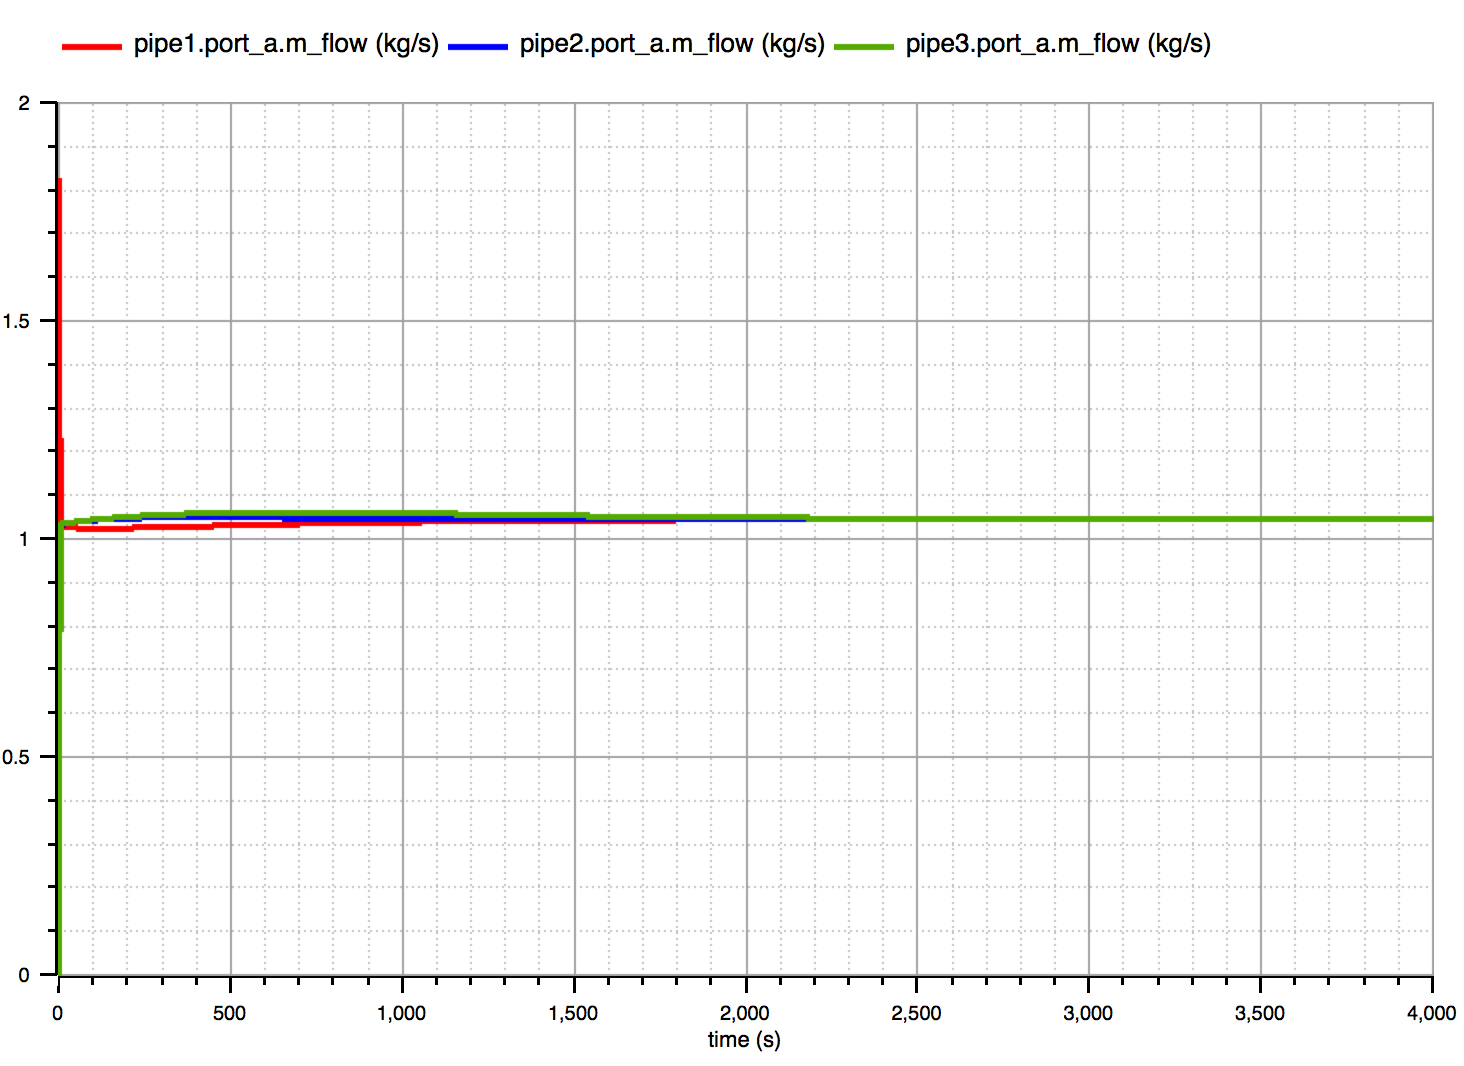 pipe1.port_a.m_flow (kg/s) pipe2.port_a.m_flow (kg/s) pipe3.port_a.m_flow (kg/s)
2
1.5
1
0.5
0
0 500 1,000 1,500 2,000 2,500 3,000 3,500 4,000
time (s)